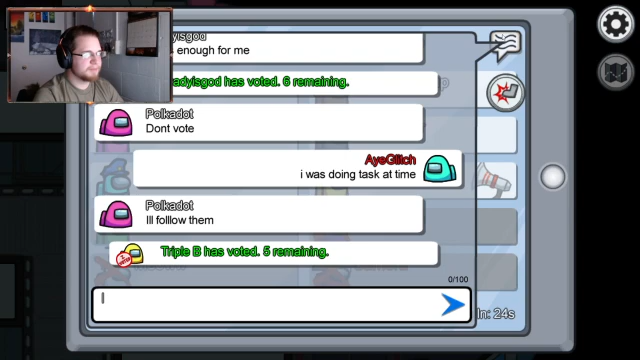 enough for me
has voted. 6 remaining.
Polkadot
Dont vote
AyeGlitch
i was doing task at time
Polkadot
Ill folllow them
Triple B has voted. 5 remaining.
0/100
In: 24s